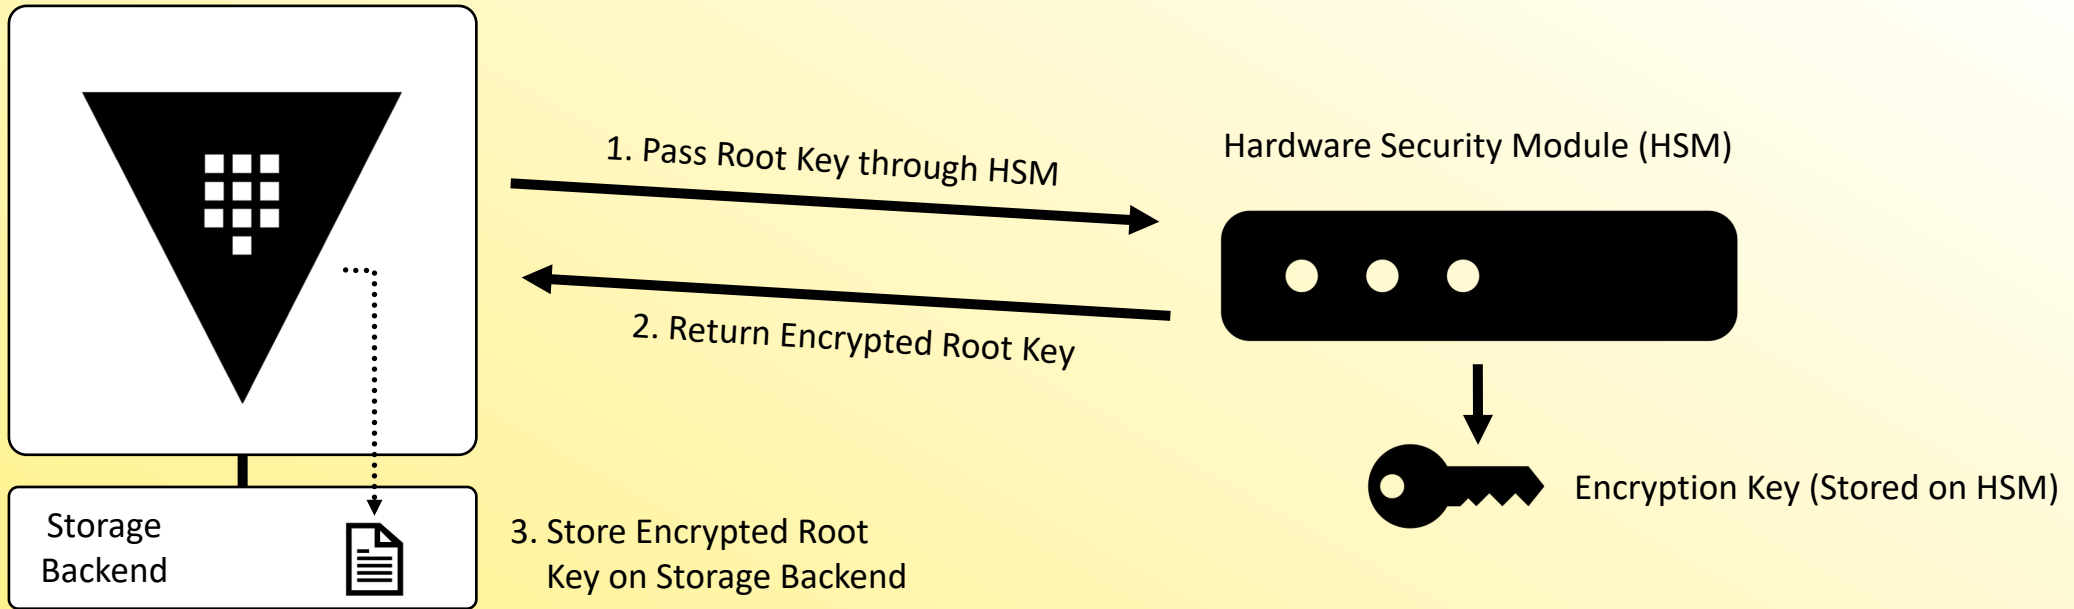 1. Pass Root Key through HSM
Hardware Security Module (HSM)
2. Return Encrypted Root Key
Encryption Key (Stored on HSM)
Storage
Backend
3. Store Encrypted Root
Key on Storage Backend